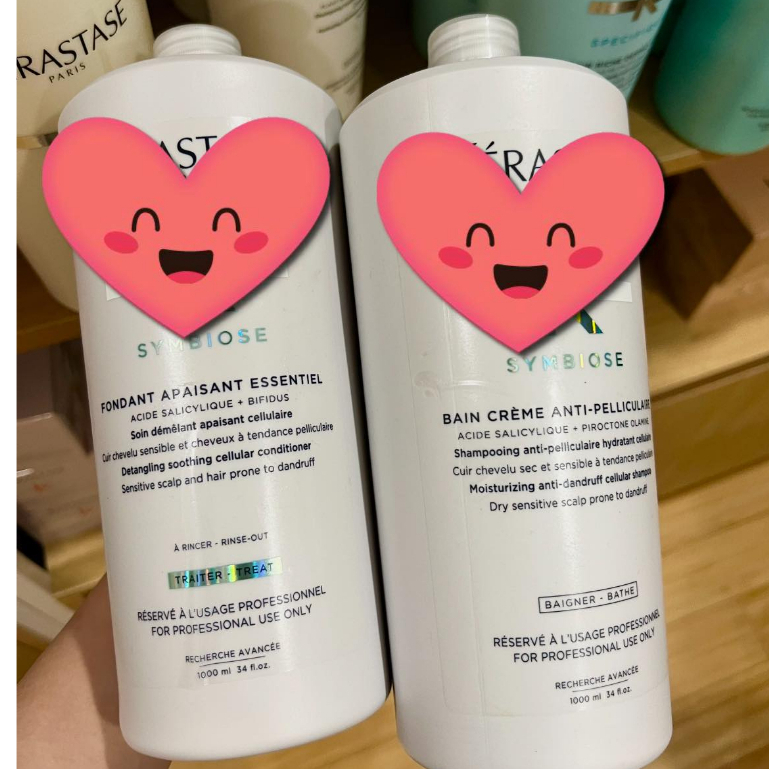 PARIS
SYMBIOSE
FONDANT APAISANT ESSENTIEL
ACIDE SALICYLIQUE + BIFIDUS
Soin démêlant apaisant cellulaire
Cuir chevelu sensible et cheveux à tendance pelliculaire
Detangling soothing cellular conditioner
Sensitive scalp and hair prone to dandruff
À RINCER - RINSE-OUT
TRAITER - TREAT
RÉSERVÉ À L'USAGE PROFESSIONNEL
FOR PROFESSIONAL USE ONLY
RECHERCHE AVANCÉE
1000 ml 34 fl.oz.
SYMBIOSE
BAIN CRÈME ANTI-PELLICULAIRE
ACIDE SALICYLIQUE + PIROCTONE OLAMINE
Shampooing anti-pelliculaire hydratant cellulaire
Cuir chevelu sec et sensible à tendance pelliculaire
Moisturizing anti-dandruff cellular shampoo
Dry sensitive scalp prone to dandruff
BAIGNER - BATHE
RÉSERVÉ À L'USAGE PROFESSIONNEL
FOR PROFESSIONAL USE ONLY
RECHERCHE AVANCÉE
1000 ml 34 fl.oz.